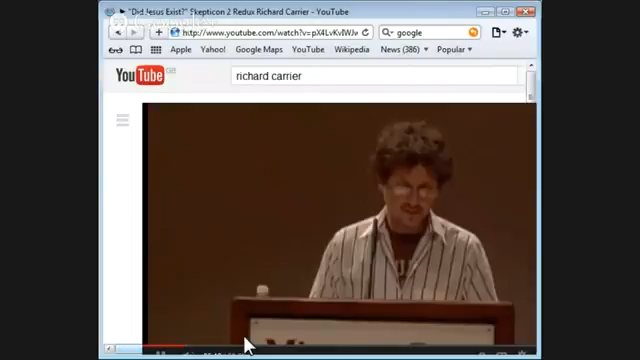 "Did Jesus Exist?" Skepticon 2 Redux Richard Carrier - YouTube
http://www.youtube.com/watch?v=pX4LvKvIWJw
google
Apple Yahoo! Google Maps YouTube Wikipedia News (386) Popular
YouTube
richard carrier